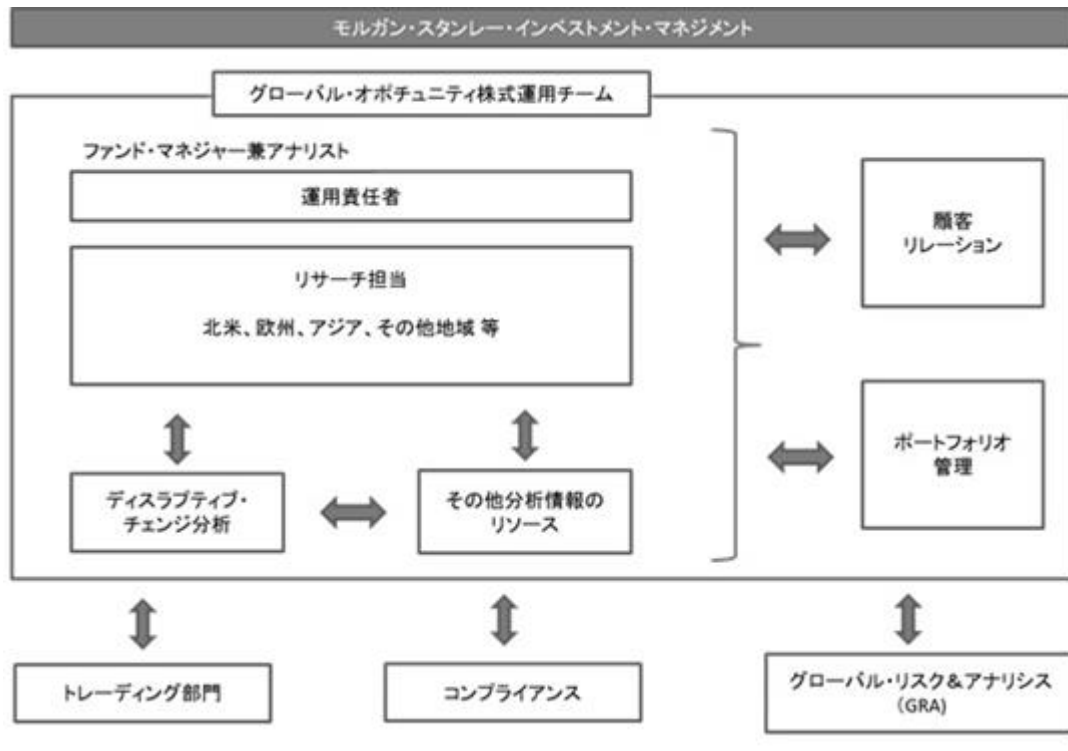 モルガン・スタンレー・インベストメント・マネジメント
グローバル・オポチュニティ株式運用チーム
ファンド・マネジャー兼アナリスト
運用責任者
リサーチ担当
北米、欧州、アジア、その他地域 等
ディスラプティブ・
チェンジ分析
その他分析情報の
リソース
顧客
リレーション
ポートフォリオ
管理
トレーディング部門
コンプライアンス
グローバル・リスク&アナリシス
(GRA)